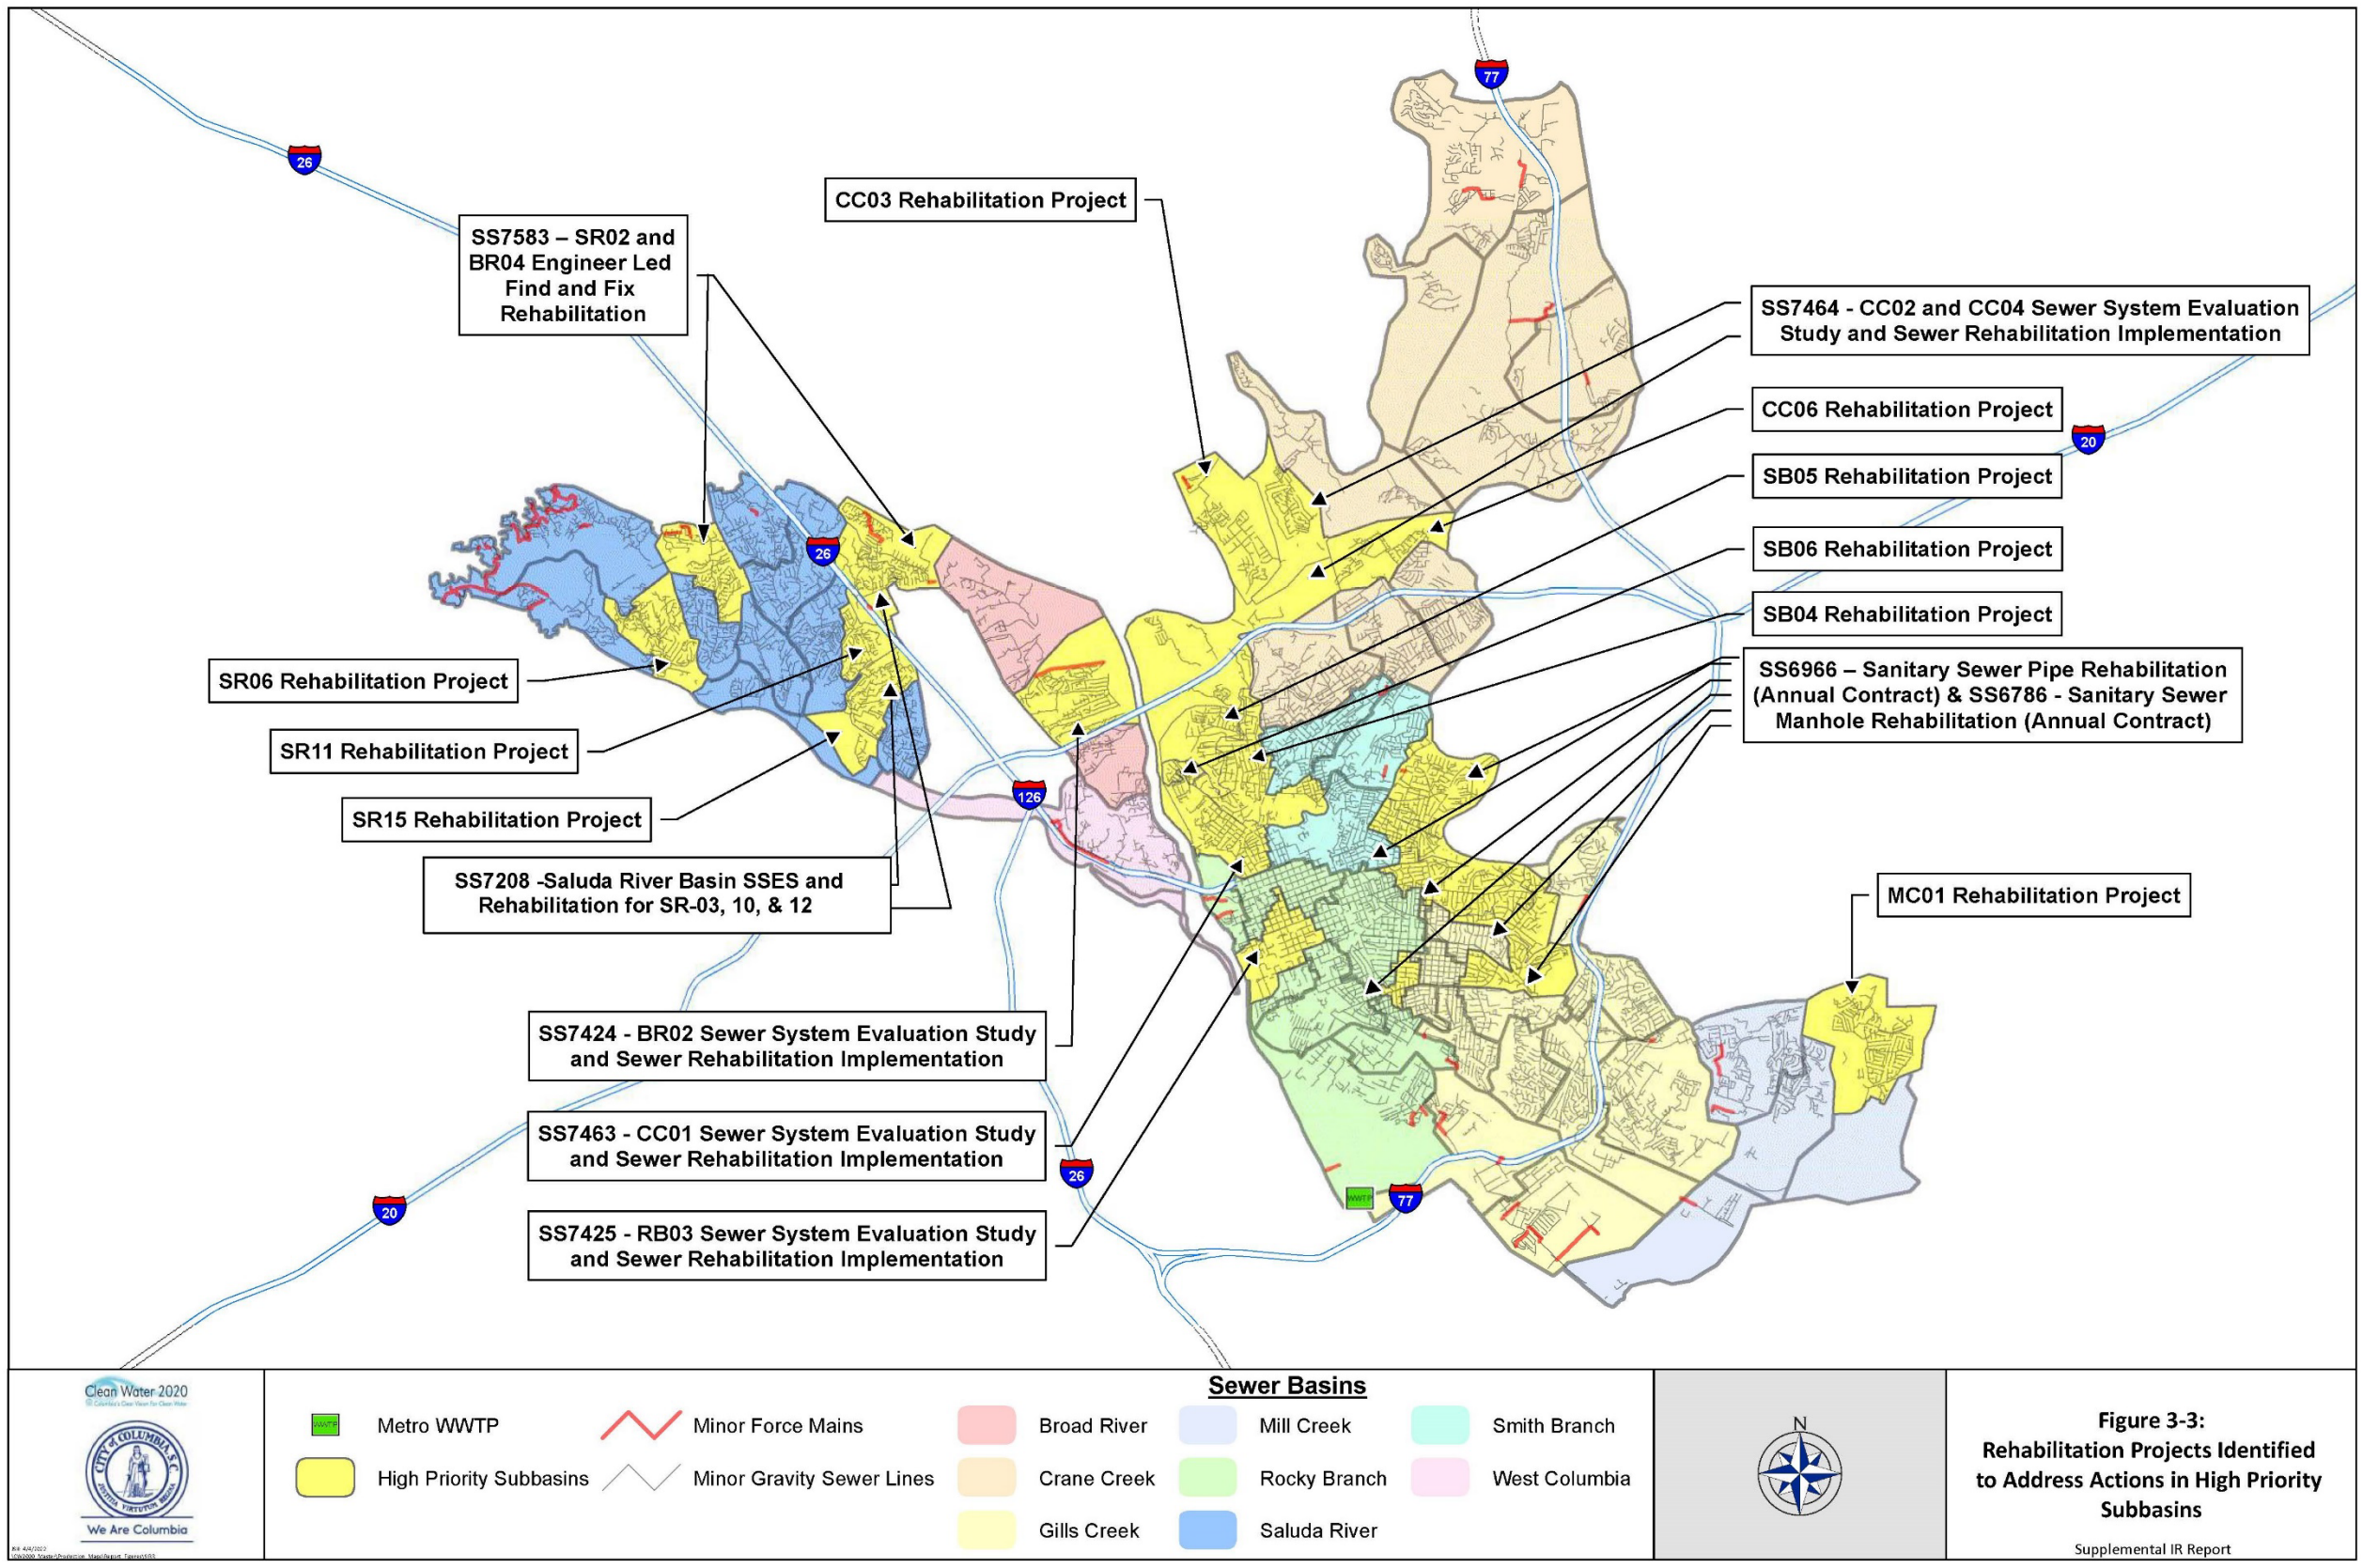 77
26
CC03 Rehabilitation Project
SS7583 – SR02 and
BR04 Engineer Led
Find and Fix
Rehabilitation
SS7464 - CC02 and CC04 Sewer System Evaluation
Study and Sewer Rehabilitation Implementation
CC06 Rehabilitation Project
20
SB05 Rehabilitation Project
26
SB06 Rehabilitation Project
SB04 Rehabilitation Project
SR06 Rehabilitation Project
SS6966 – Sanitary Sewer Pipe Rehabilitation
(Annual Contract) & SS6786 - Sanitary Sewer
Manhole Rehabilitation (Annual Contract)
SR11 Rehabilitation Project
126
SR15 Rehabilitation Project
SS7208 -Saluda River Basin SSES and
Rehabilitation for SR-03, 10, & 12
MC01 Rehabilitation Project
SS7424 - BR02 Sewer System Evaluation Study
and Sewer Rehabilitation Implementation
SS7463 - CC01 Sewer System Evaluation Study
and Sewer Rehabilitation Implementation
26
20
WWTP
77
SS7425 - RB03 Sewer System Evaluation Study
and Sewer Rehabilitation Implementation
Clean Water 2020
CITY of COLUMBIA, S.C.
We Are Columbia
WWTP
Metro WWTP
High Priority Subbasins
Minor Force Mains
Minor Gravity Sewer Lines
Sewer Basins
Broad River
Crane Creek
Gills Creek
Mill Creek
Rocky Branch
Saluda River
Smith Branch
West Columbia
N
Figure 3-3:
Rehabilitation Projects Identified
to Address Actions in High Priority
Subbasins
Supplemental IR Report